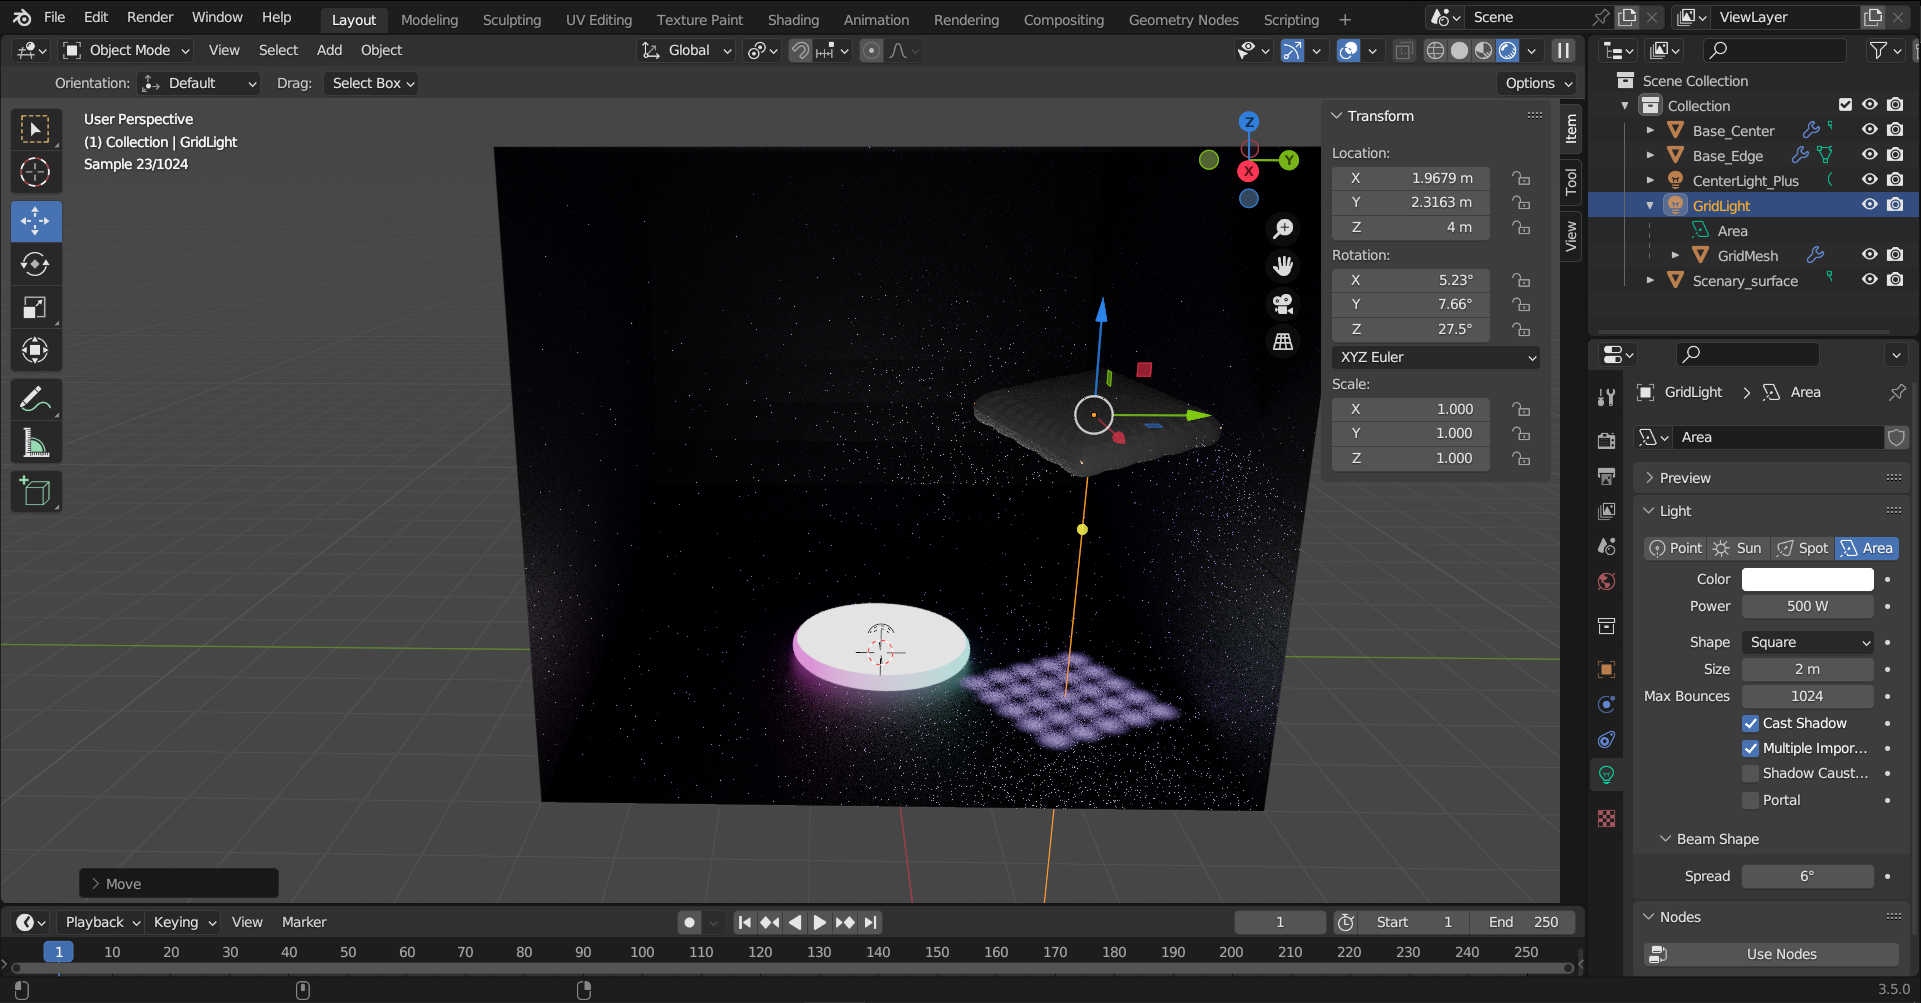 File Edit Render Window Help Layout Modeling Sculpting UV Editing Texture Paint Shading Animation Rendering Compositing Geometry Nodes Scripting + Scene ViewLayer
Object Mode View Select Add Object Global
Orientation: Default Drag: Select Box Options
User Perspective
(1) Collection | GridLight
Sample 23/1024
Z
Y
X
Transform
Location:
X 1.9679 m
Y 2.3163 m
Z 4 m
Rotation:
X 5.23°
Y 7.66°
Z 27.5°
XYZ Euler
Scale:
X 1.000
Y 1.000
Z 1.000
Item
Tool
View
Scene Collection
Collection
Base_Center
Base_Edge
CenterLight_Plus
GridLight
Area
GridMesh
Scenary_surface
GridLight > Area
Area
Preview
Light
Point Sun Spot Area
Color
Power 500 W
Shape Square
Size 2 m
Max Bounces 1024
Cast Shadow
Multiple Impor...
Shadow Caust...
Portal
Beam Shape
Spread 6°
Nodes
Use Nodes
Move
Playback Keying View Marker 1 Start 1 End 250
1 10 20 30 40 50 60 70 80 90 100 110 120 130 140 150 160 170 180 190 200 210 220 230 240 250
3.5.0